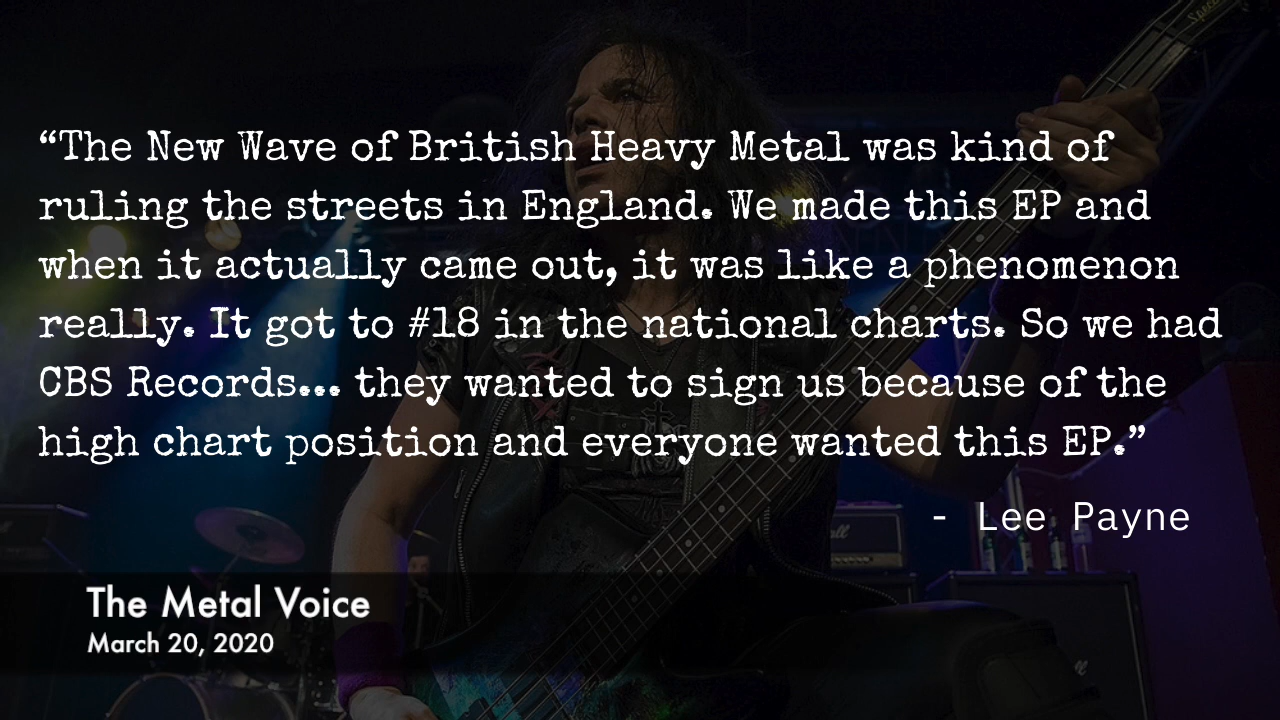 “The New Wave of British Heavy Metal was kind of
ruling the streets in England. We made this EP and
when it actually came out, it was like a phenomenon
really. It got to #18 in the national charts. So we had
CBS Records... they wanted to sign us because of the
high chart position and everyone wanted this EP.”
- Lee Payne
The Metal Voice
March 20, 2020